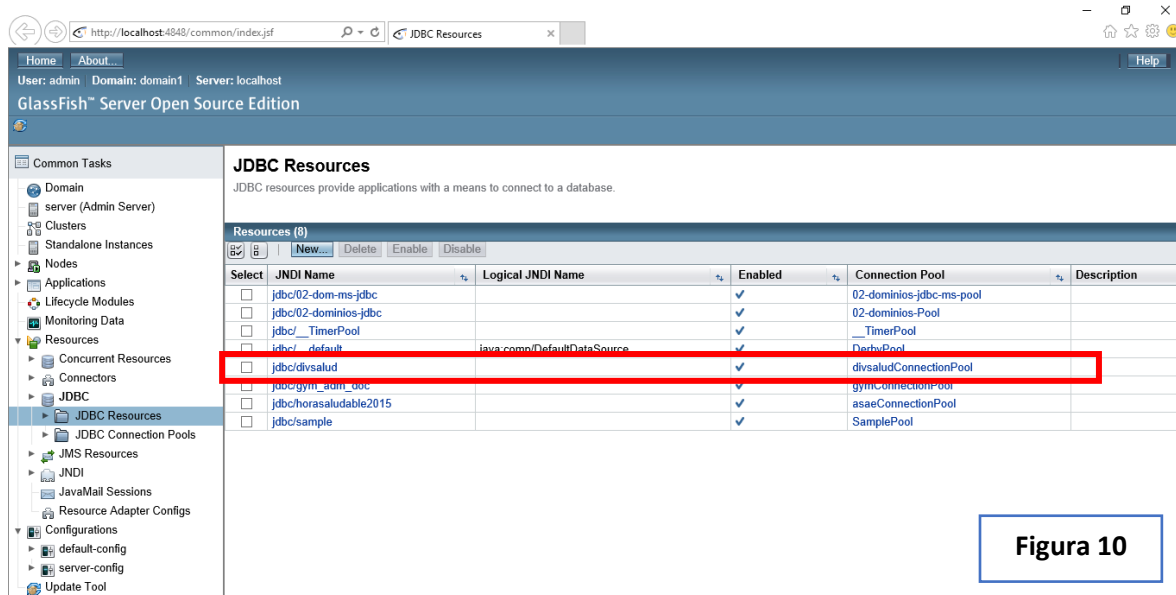 http://localhost:4848/common/index.jsf
JDBC Resources
Home About... Help
User: admin Domain: domain1 Server: localhost
GlassFish™ Server Open Source Edition
Common Tasks
Domain
server (Admin Server)
Clusters
Standalone Instances
Nodes
Applications
Lifecycle Modules
Monitoring Data
Resources
Concurrent Resources
Connectors
JDBC
JDBC Resources
JDBC Connection Pools
JMS Resources
JNDI
JavaMail Sessions
Resource Adapter Configs
Configurations
default-config
server-config
Update Tool
JDBC Resources
JDBC resources provide applications with a means to connect to a database.
Resources (8)
New... Delete Enable Disable
Select JNDI Name Logical JNDI Name Enabled Connection Pool Description
jdbc/02-dom-ms-jdbc 02-dominios-jdbc-ms-pool
jdbc/02-dominios-jdbc 02-dominios-Pool
jdbc/__TimerPool __TimerPool
jdbc/__default java:comp/DefaultDataSource DerbyPool
jdbc/divsalud divsaludConnectionPool
jdbc/gym_adm_doc gymConnectionPool
jdbc/horasaludable2015 asaeConnectionPool
jdbc/sample SamplePool
Figura 10